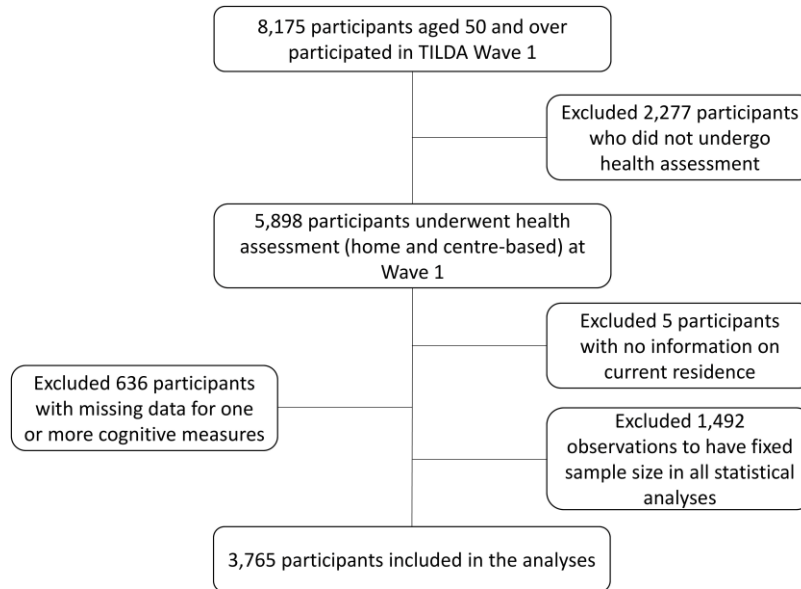 8,175 participants aged 50 and over
participated in TILDA Wave 1
Excluded 2,277 participants
who did not undergo
health assessment
5,898 participants underwent health
assessment (home and centre-based) at
Wave 1
Excluded 5 participants
with no information on
current residence
Excluded 636 participants
with missing data for one
or more cognitive measures
Excluded 1,492
observations to have fixed
sample size in all statistical
analyses
3,765 participants included in the analyses